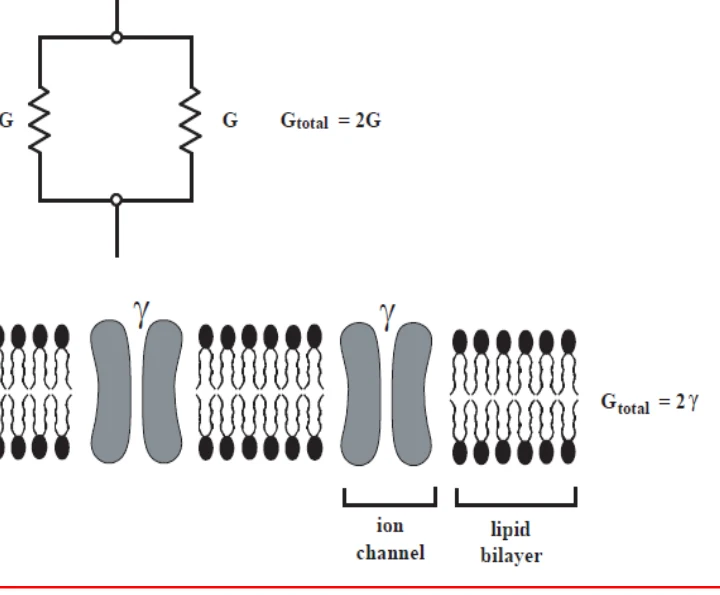 G
G
Gtotal = 2G
γ
γ
Gtotal = 2γ
ion
channel
lipid
bilayer